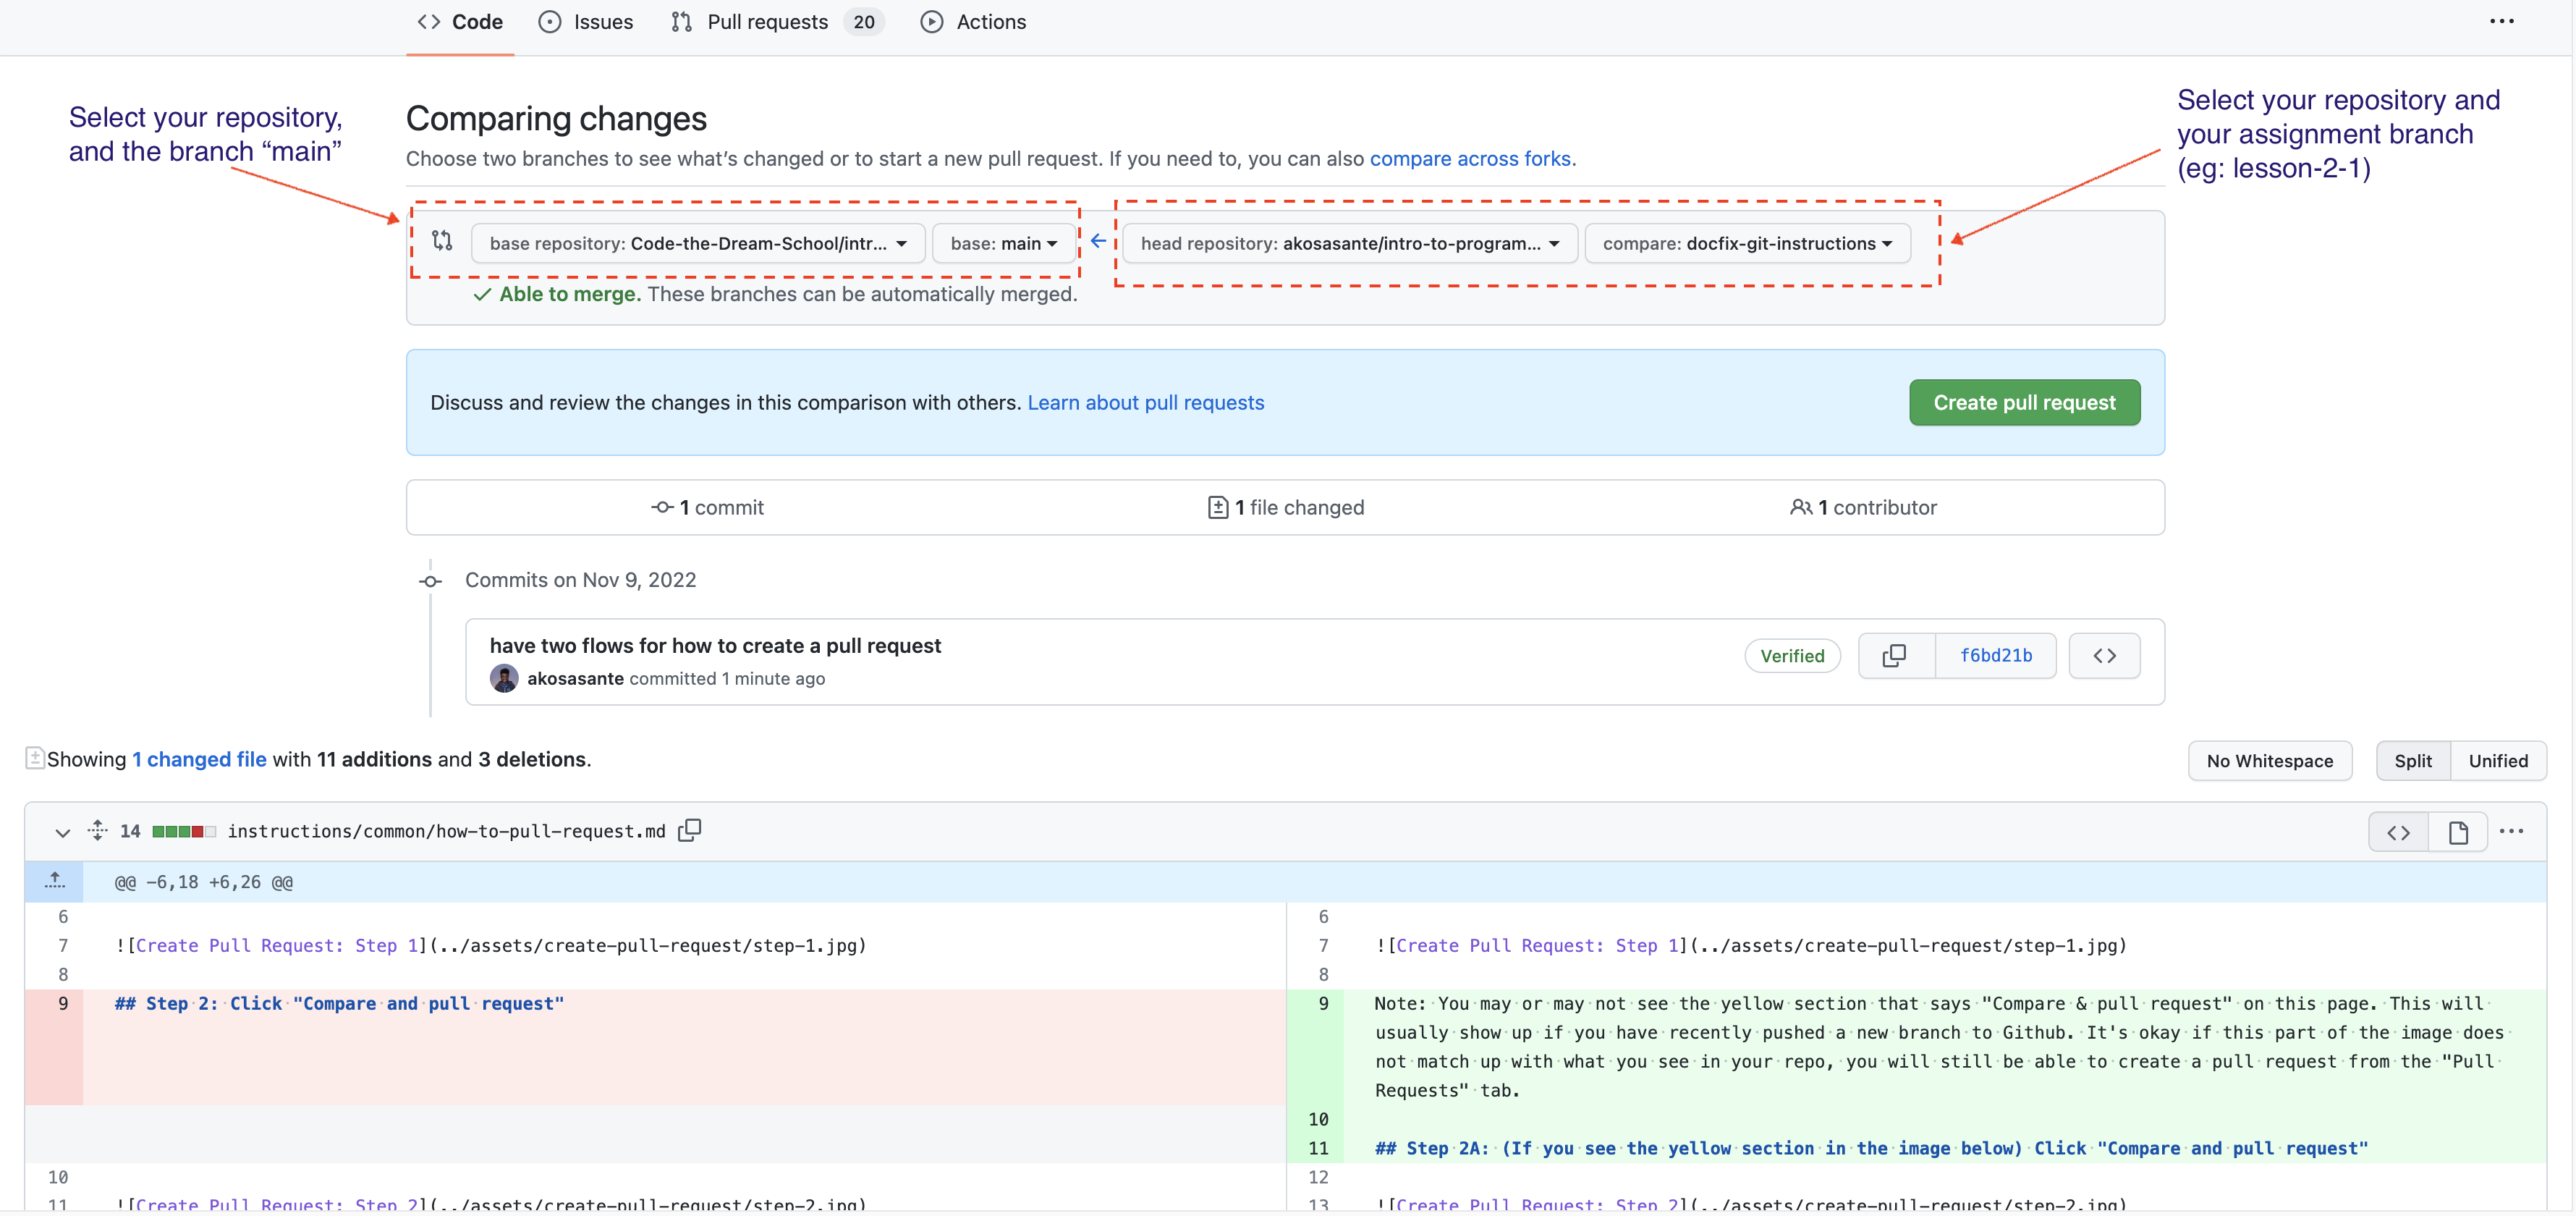 Code Issues Pull requests 20 Actions
Select your repository,
and the branch “main”
Comparing changes
Choose two branches to see what’s changed or to start a new pull request. If you need to, you can also compare across forks.
Select your repository and
your assignment branch
(eg: lesson-2-1)
base repository: Code-the-Dream-School/intr... base: main head repository: akosasante/intro-to-program... compare: docfix-git-instructions
Able to merge. These branches can be automatically merged.
Discuss and review the changes in this comparison with others. Learn about pull requests
Create pull request
1 commit 1 file changed 1 contributor
Commits on Nov 9, 2022
have two flows for how to create a pull request
akosasante committed 1 minute ago
Verified f6bd21b
Showing 1 changed file with 11 additions and 3 deletions.
No Whitespace Split Unified
14 instructions/common/how-to-pull-request.md
@@ -6,18 +6,26 @@
6
7 ![Create Pull Request: Step 1](../assets/create-pull-request/step-1.jpg)
8
9 ## Step 2: Click "Compare and pull request"
10
11 ![Create Pull Request: Step 2](../assets/create-pull-request/step-2.jpg)
6
7 ![Create Pull Request: Step 1](../assets/create-pull-request/step-1.jpg)
8
9 Note: You may or may not see the yellow section that says "Compare & pull request" on this page. This will
usually show up if you have recently pushed a new branch to Github. It's okay if this part of the image does
not match up with what you see in your repo, you will still be able to create a pull request from the "Pull
Requests" tab.
10
11 ## Step 2A: (If you see the yellow section in the image below) Click "Compare and pull request"
12
13 ![Create Pull Request: Step 2](../assets/create-pull-request/step-2.jpg)